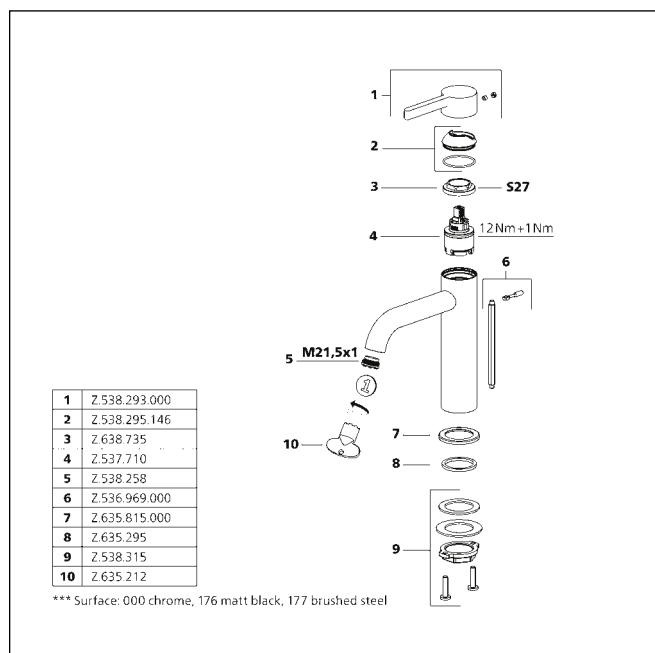 1
2
3 S27
4 12Nm+1Nm
6
M21,5x1
5
1
10
7
8
9
1 Z.538.293.000
2 Z.538.295.146
3 Z.638.735
4 Z.537.710
5 Z.538.258
6 Z.536.969.000
7 Z.635.815.000
8 Z.635.295
9 Z.538.315
10 Z.635.212
*** Surface: 000 chrome, 176 matt black, 177 brushed steel